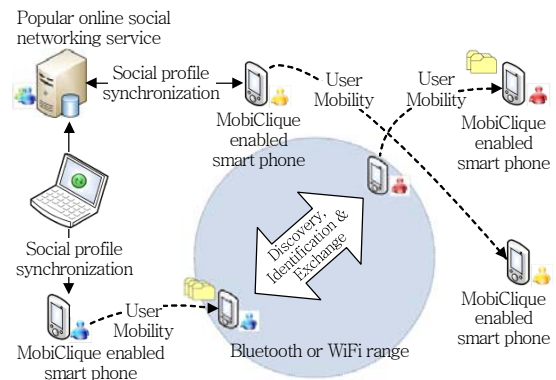 Popular online social
networking service
Social profile
synchronization
User
Mobility
User
Mobility
MobiClique
enabled
smart phone
MobiClique
enabled
smart phone
Discovery,
Identification &
Exchange
Social profile
synchronization
User
Mobility
MobiClique enabled
smart phone
Bluetooth or WiFi range
MobiClique
enabled
smart phone